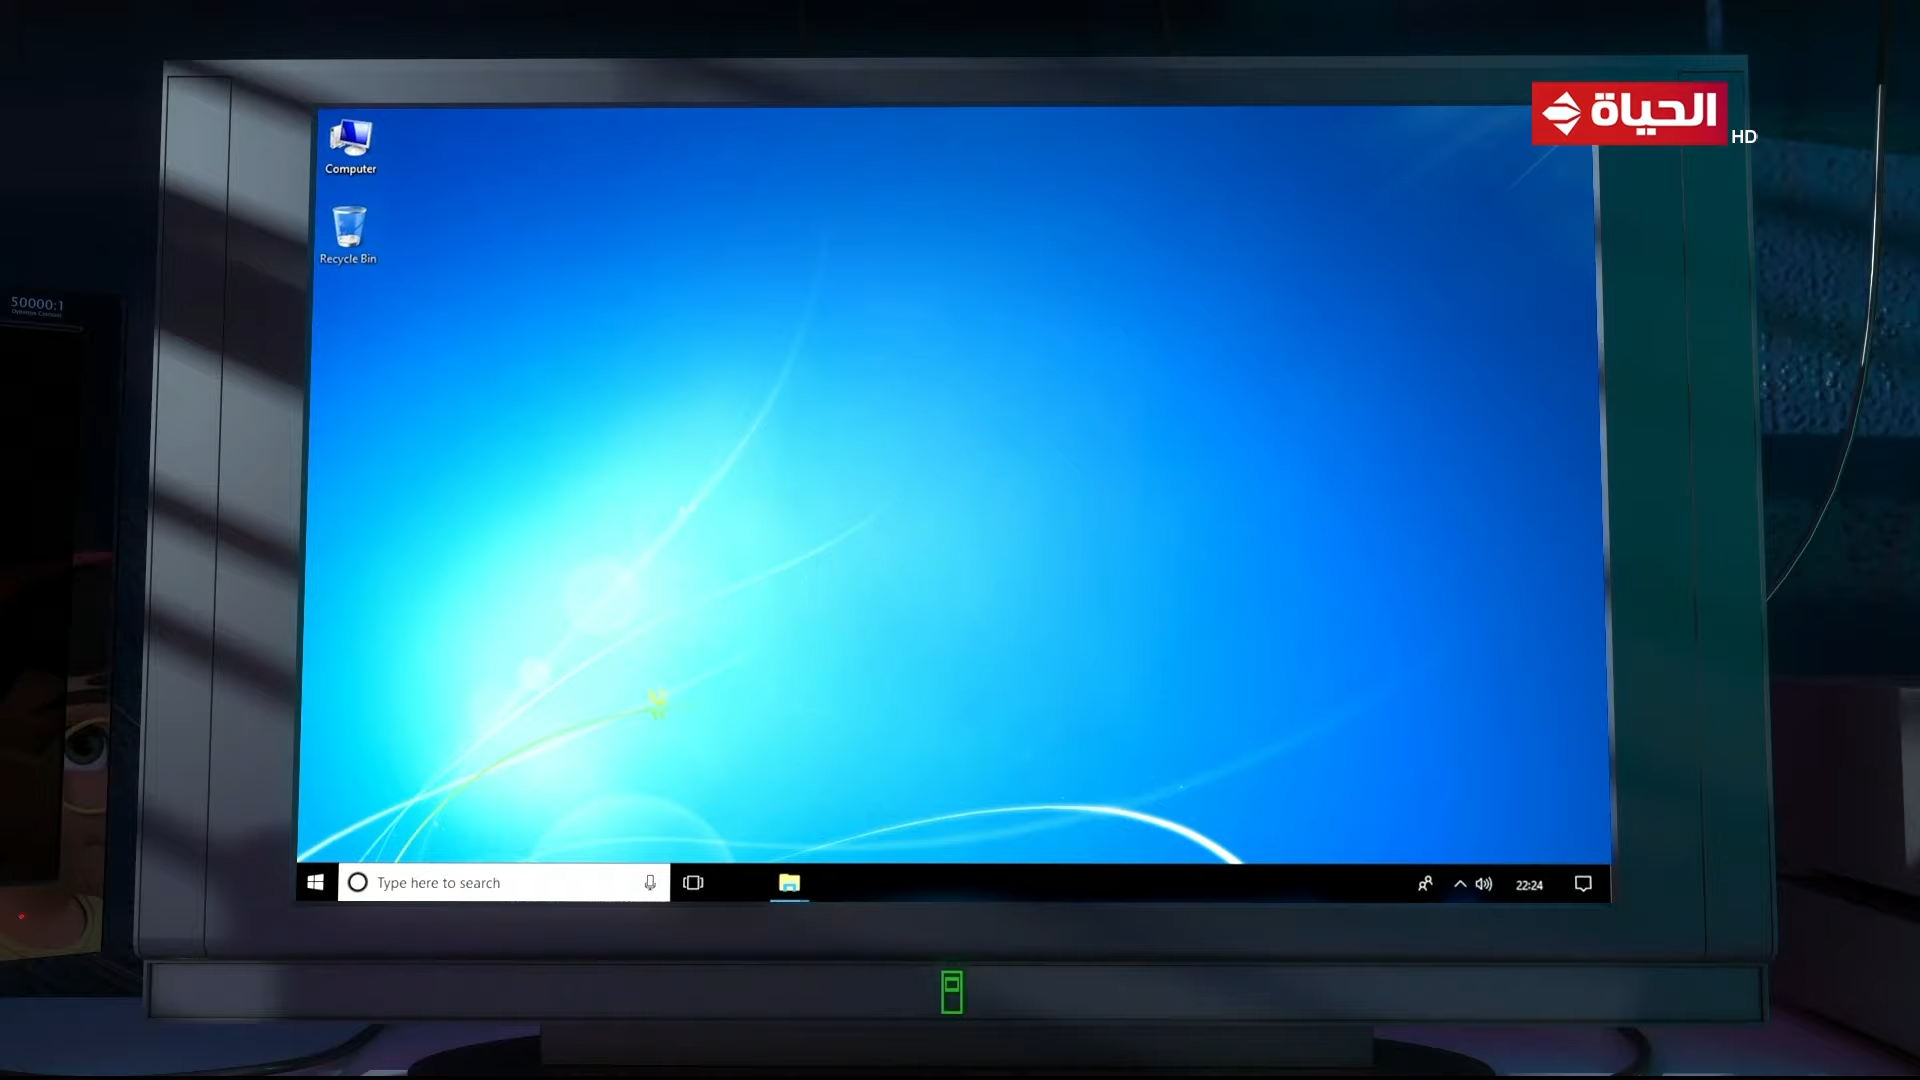 الحياة
HD
Computer
Recycle Bin
50000:1
Type here to search
22:24